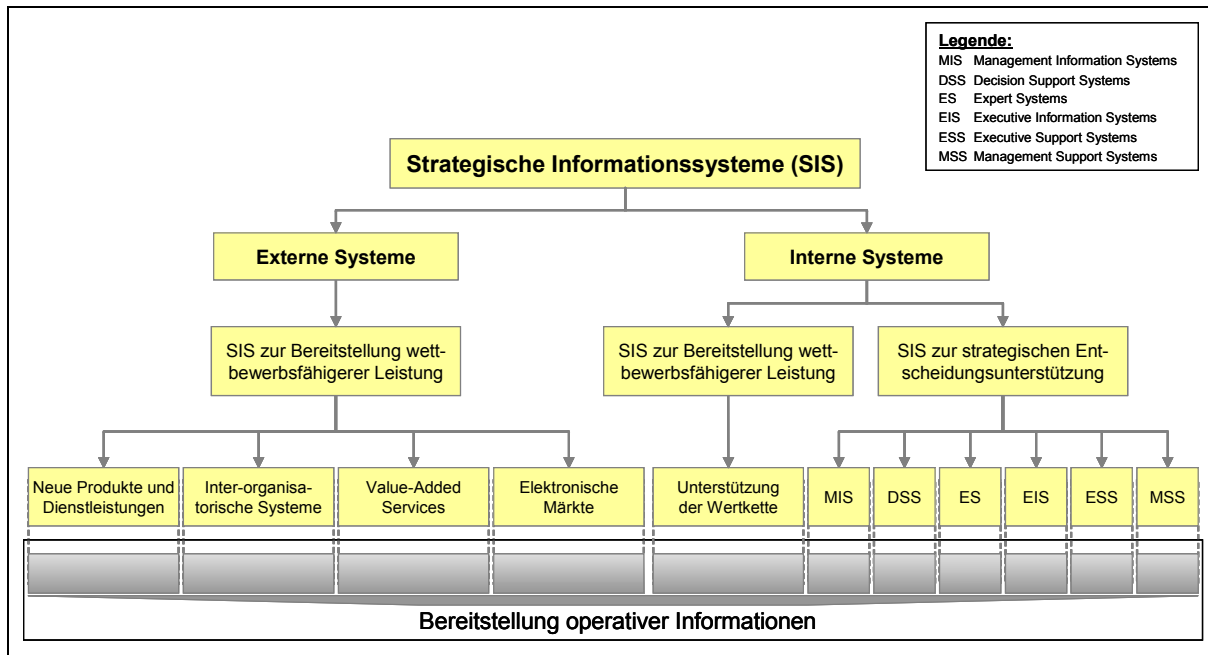 Legende:
MIS Management Information Systems
DSS Decision Support Systems
ES Expert Systems
EIS Executive Information Systems
ESS Executive Support Systems
MSS Management Support Systems
Strategische Informationssysteme (SIS)
Externe Systeme
Interne Systeme
SIS zur Bereitstellung wett-
bewerbsfähigerer Leistung
SIS zur Bereitstellung wett-
bewerbsfähigerer Leistung
SIS zur strategischen Ent-
scheidungsunterstützung
Neue Produkte und
Dienstleistungen
Inter-organisa-
torische Systeme
Value-Added
Services
Elektronische
Märkte
Unterstützung
der Wertkette
MIS
DSS
ES
EIS
ESS
MSS
Bereitstellung operativer Informationen